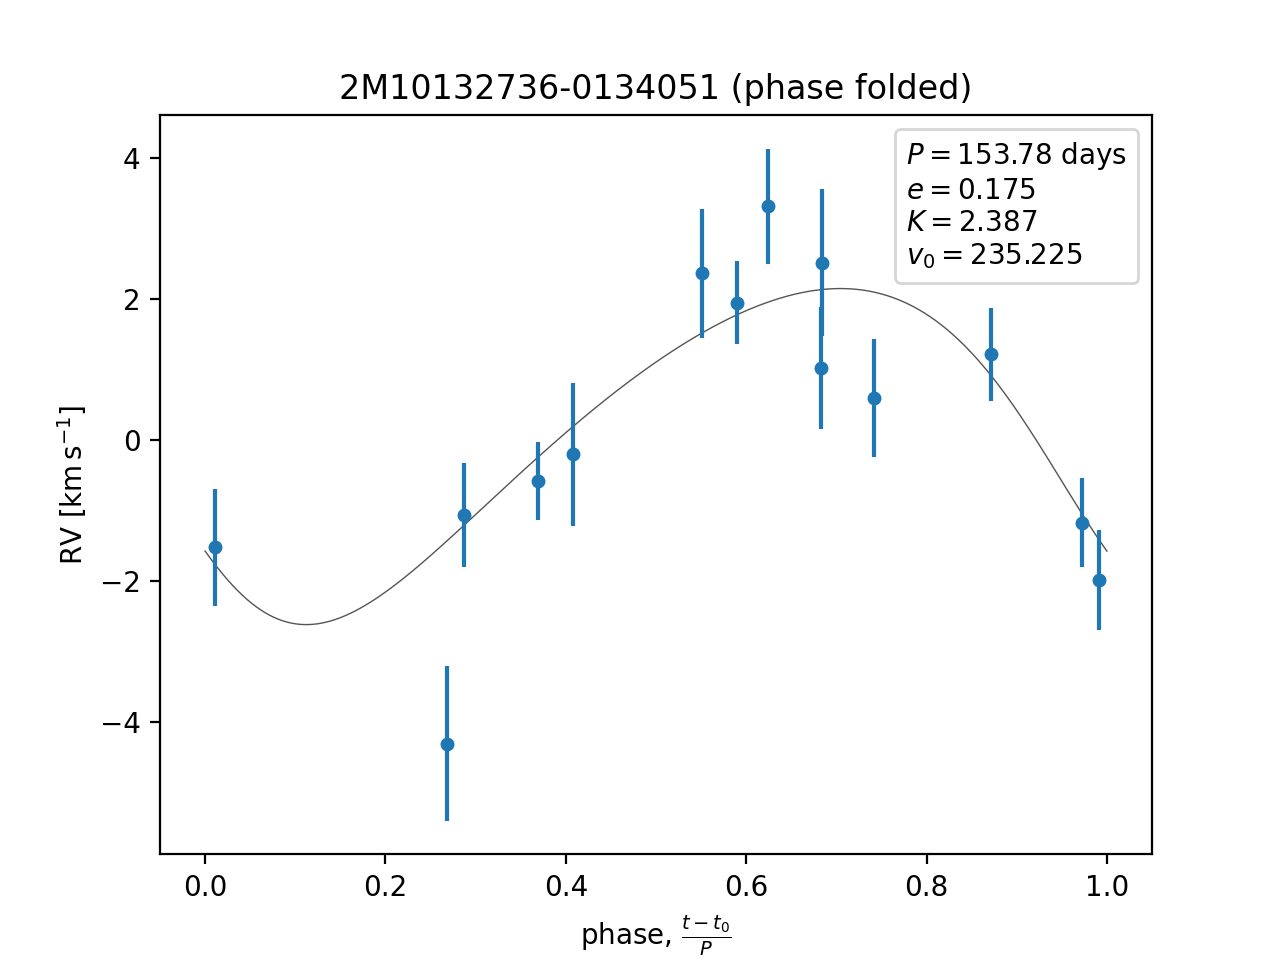 2M10132736-0134051 (phase folded)
P = 153.78 days
e = 0.175
K = 2.387
v₀ = 235.225
4
2
0
−2
−4
RV [km s⁻¹]
0.0 0.2 0.4 0.6 0.8 1.0
phase, (t − t₀)/P